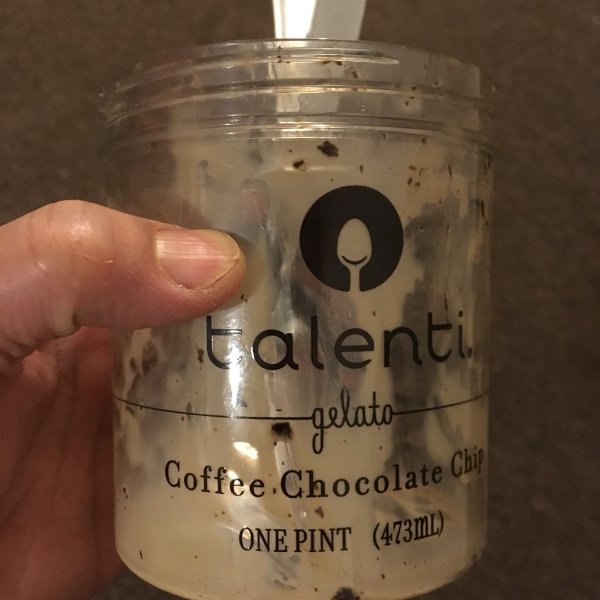 talenti
gelato
Coffee Chocolate Chip
ONE PINT (473mL)